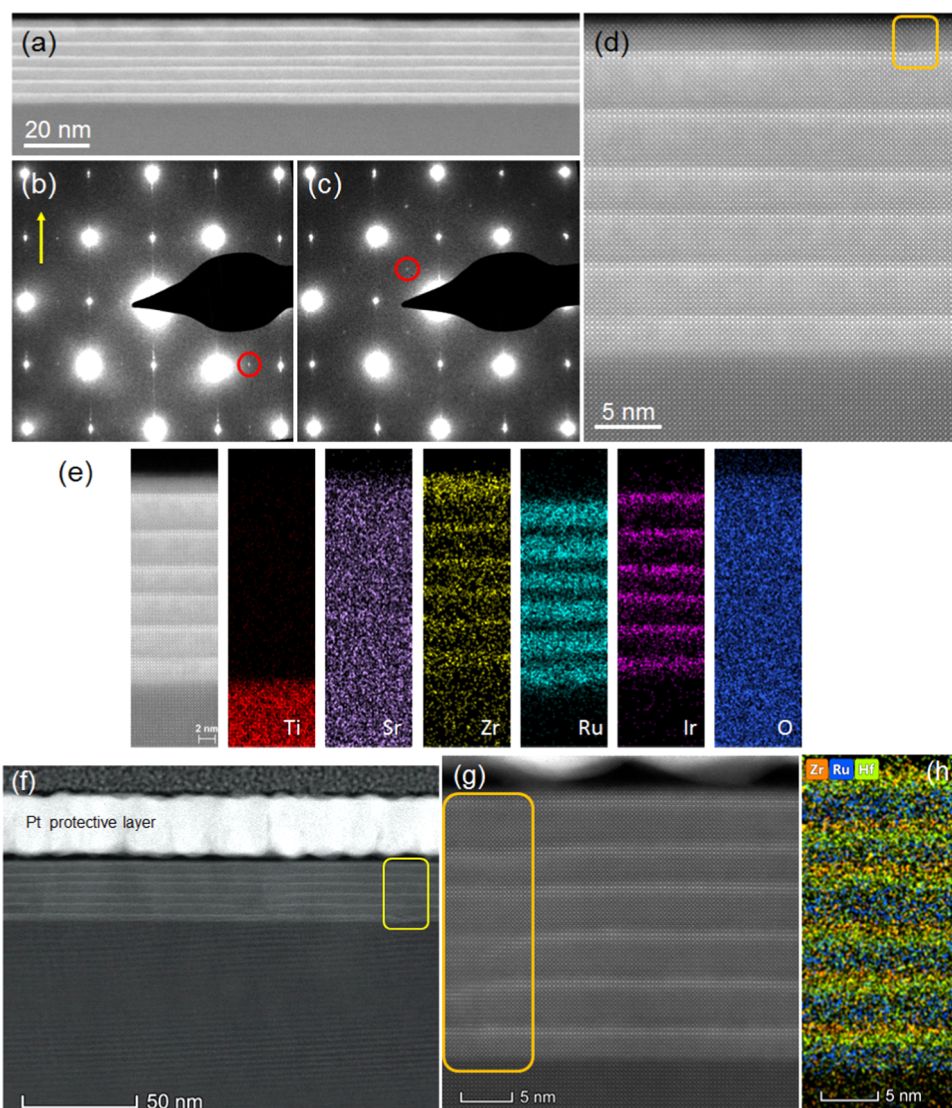 (a)
20 nm
(b)
(c)
(d)
5 nm
(e)
2 nm
Ti
Sr
Zr
Ru
Ir
O
(f)
Pt protective layer
50 nm
(g)
5 nm
Zr Ru Hf
(h)
5 nm